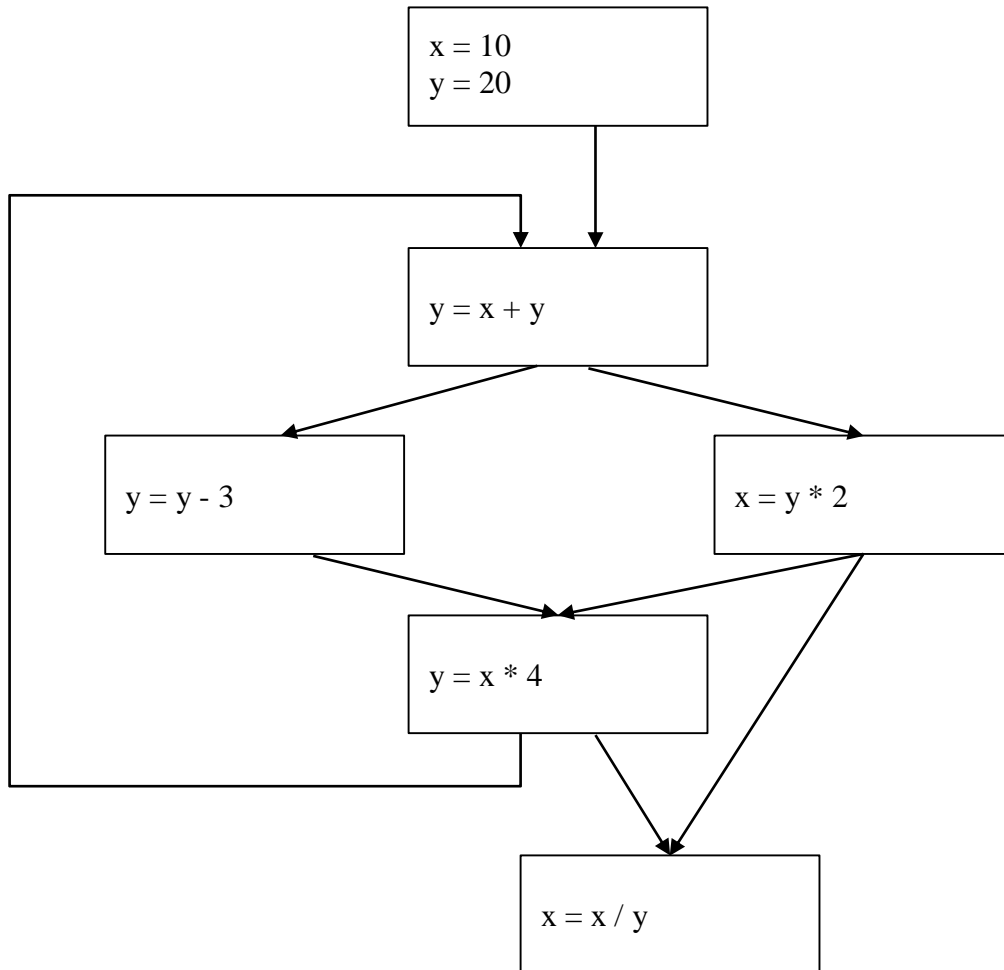 x = 10
y = 20
y = x + y
y = y - 3
x = y * 2
y = x * 4
x = x / y